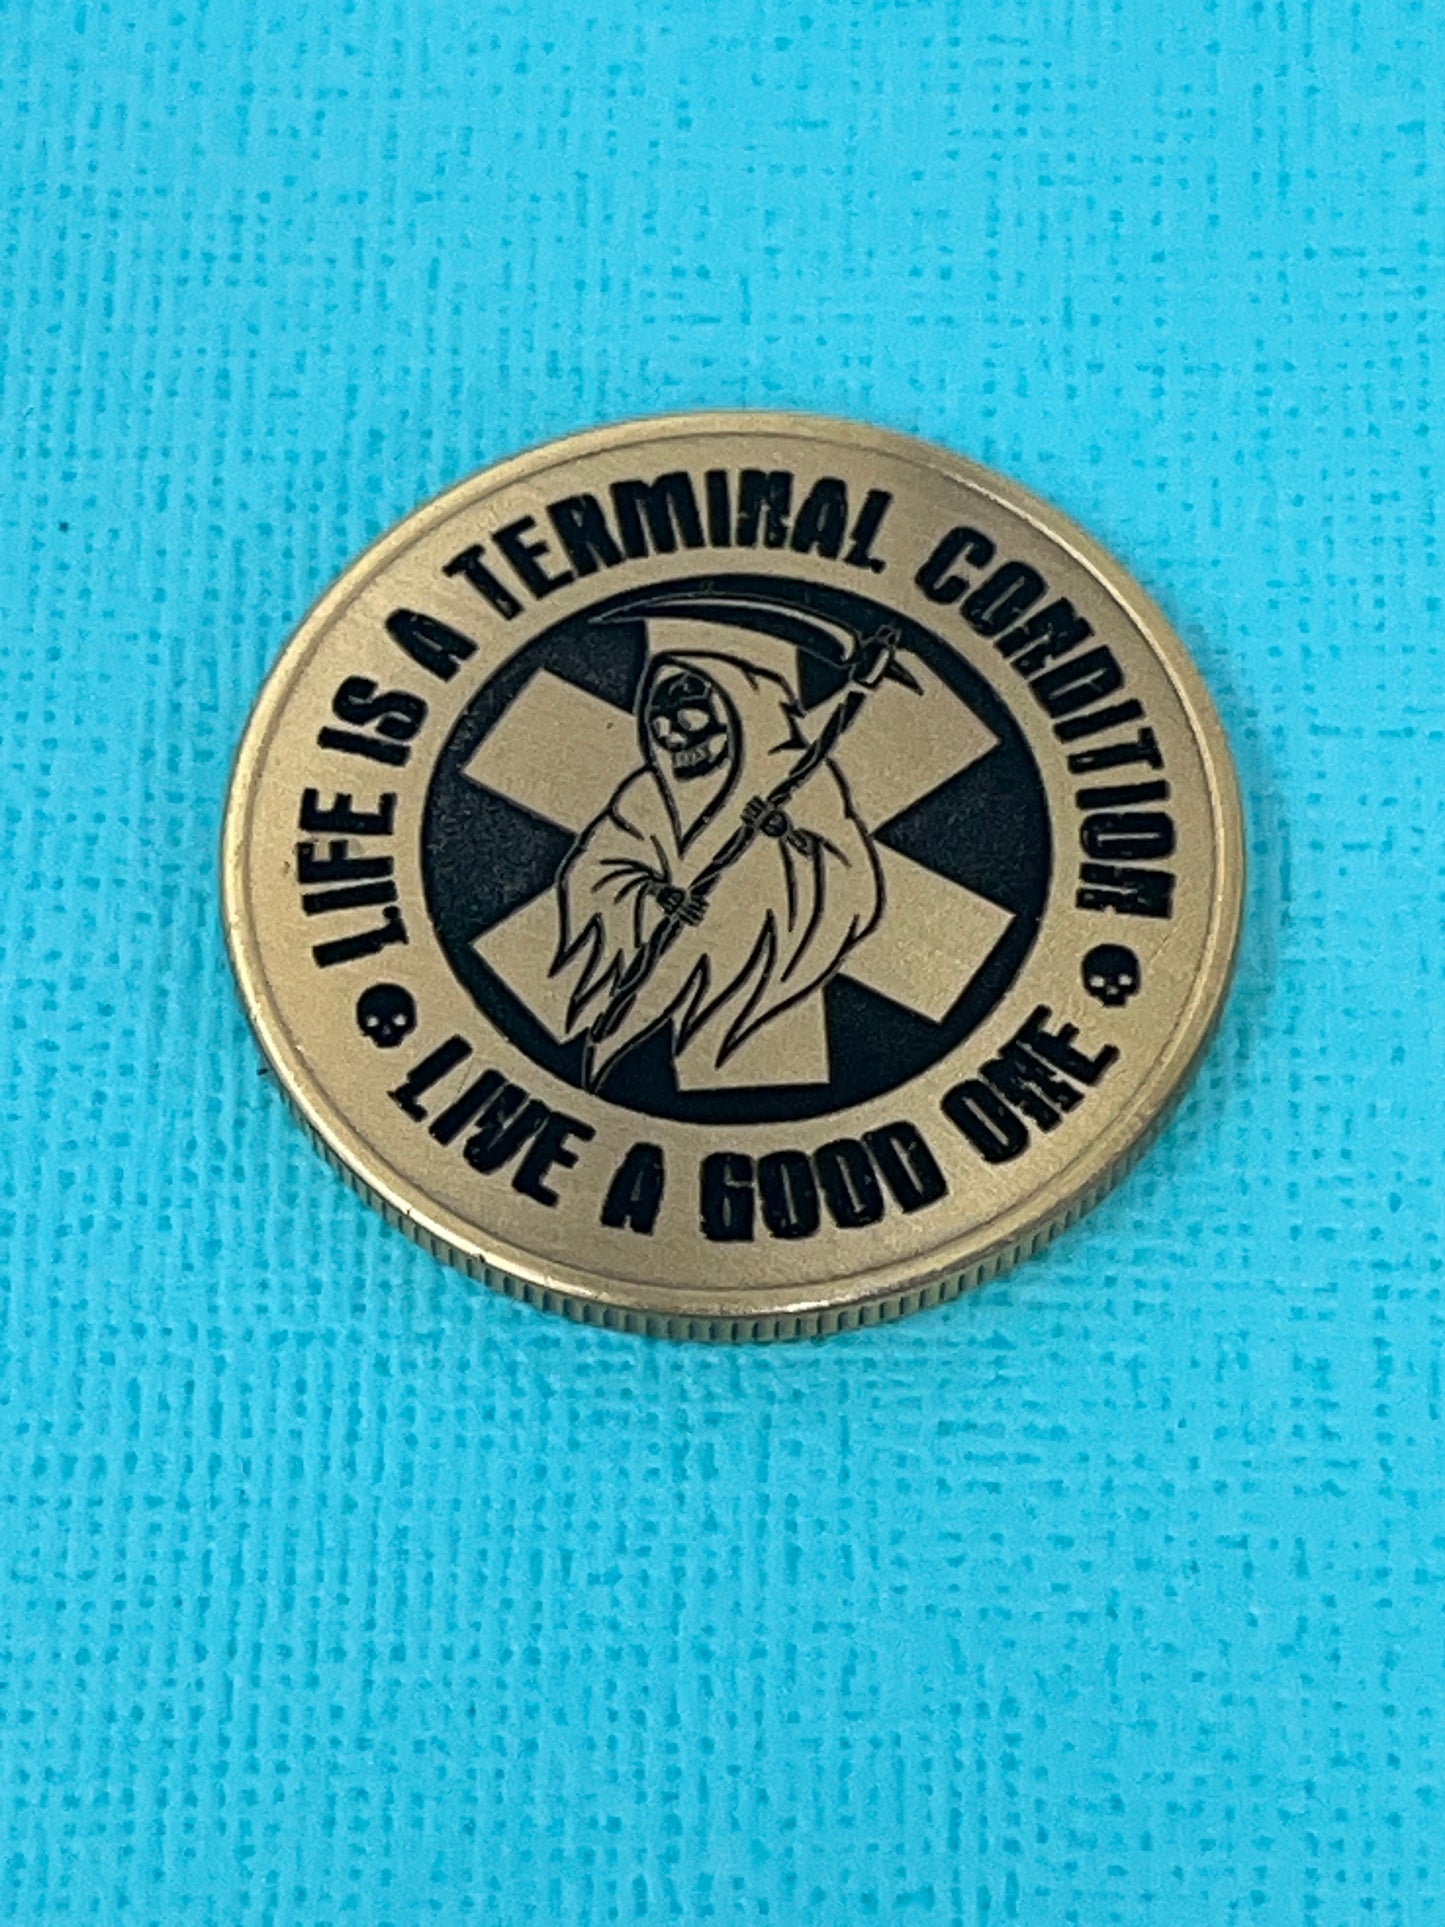 LIFE IS A TERMINAL CONDITION
LIVE A GOOD ONE